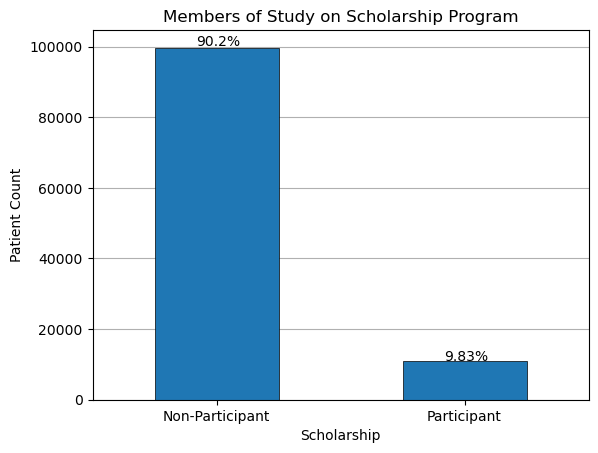 Members of Study on Scholarship Program
Patient Count
100000
80000
60000
40000
20000
0
90.2%
9.83%
Non-Participant
Participant
Scholarship